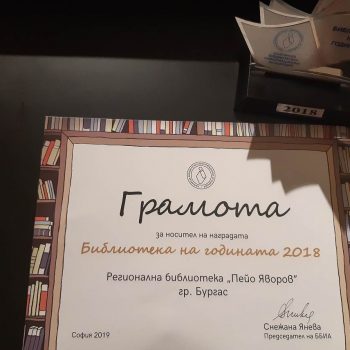 БИБЛИОТЕКА
2018
Грамота
за носител на наградата
Библиотека на годината 2018
Регионална библиотека „Пейо Яворов"
гр. Бургас
Снежана Янева
Председател на ББИА
София 2019